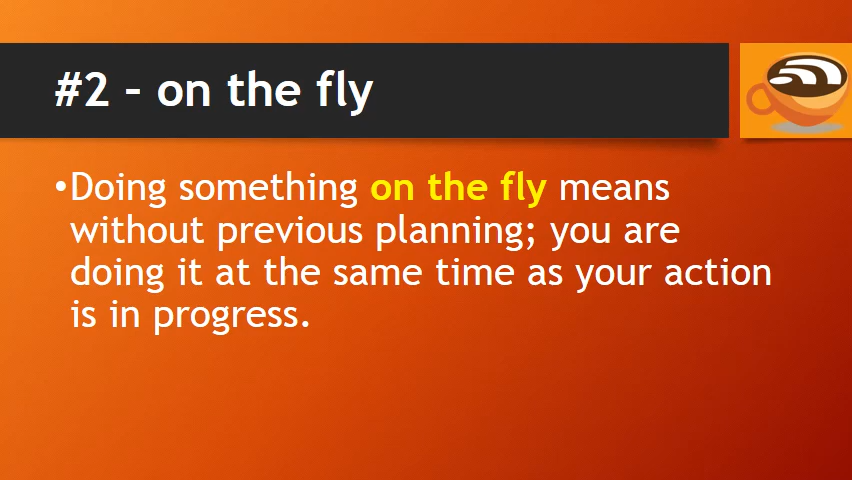 #2 – on the fly
•Doing something on the fly means
without previous planning; you are
doing it at the same time as your action
is in progress.